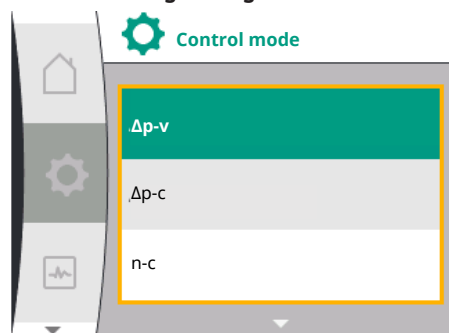 Control mode
Δp-v
Δp-c
n-c